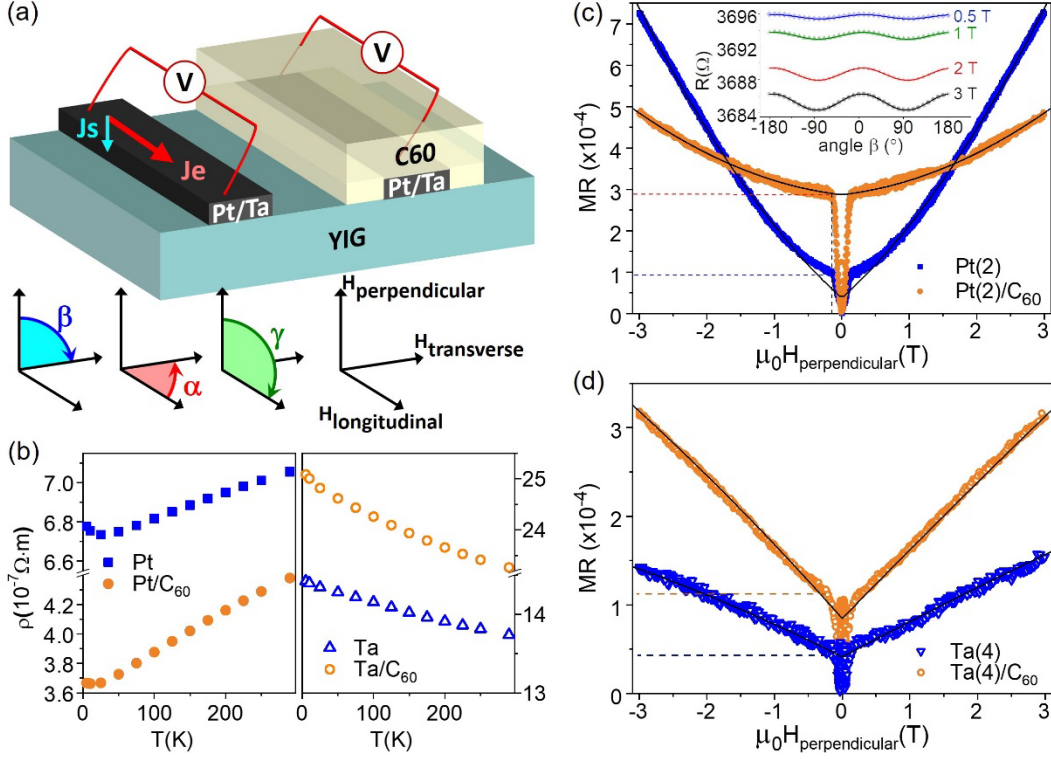 (a)
V
V
Js
Je
C60
Pt/Ta
Pt/Ta
YIG
Hperpendicular
β
γ
Htransverse
α
Hlongitudinal
(b)
7.0
6.8
6.6
4.2
4.0
3.8
3.6
ρ(10⁻⁷Ω·m)
Pt
Pt/C₆₀
25
24
14
13
Ta
Ta/C₆₀
0 100 200
0 100 200
T(K)
T(K)
(c)
3696
3692
3688
3684
R(Ω)
0.5 T
1 T
2 T
3 T
-180 -90 0 90 180
angle β (°)
7
6
5
4
3
2
1
0
MR (x10⁻⁴)
Pt(2)
Pt(2)/C₆₀
-3 -2 -1 0 1 2 3
μ₀Hperpendicular(T)
(d)
3
2
1
0
MR (x10⁻⁴)
Ta(4)
Ta(4)/C₆₀
-3 -2 -1 0 1 2 3
μ₀Hperpendicular(T)